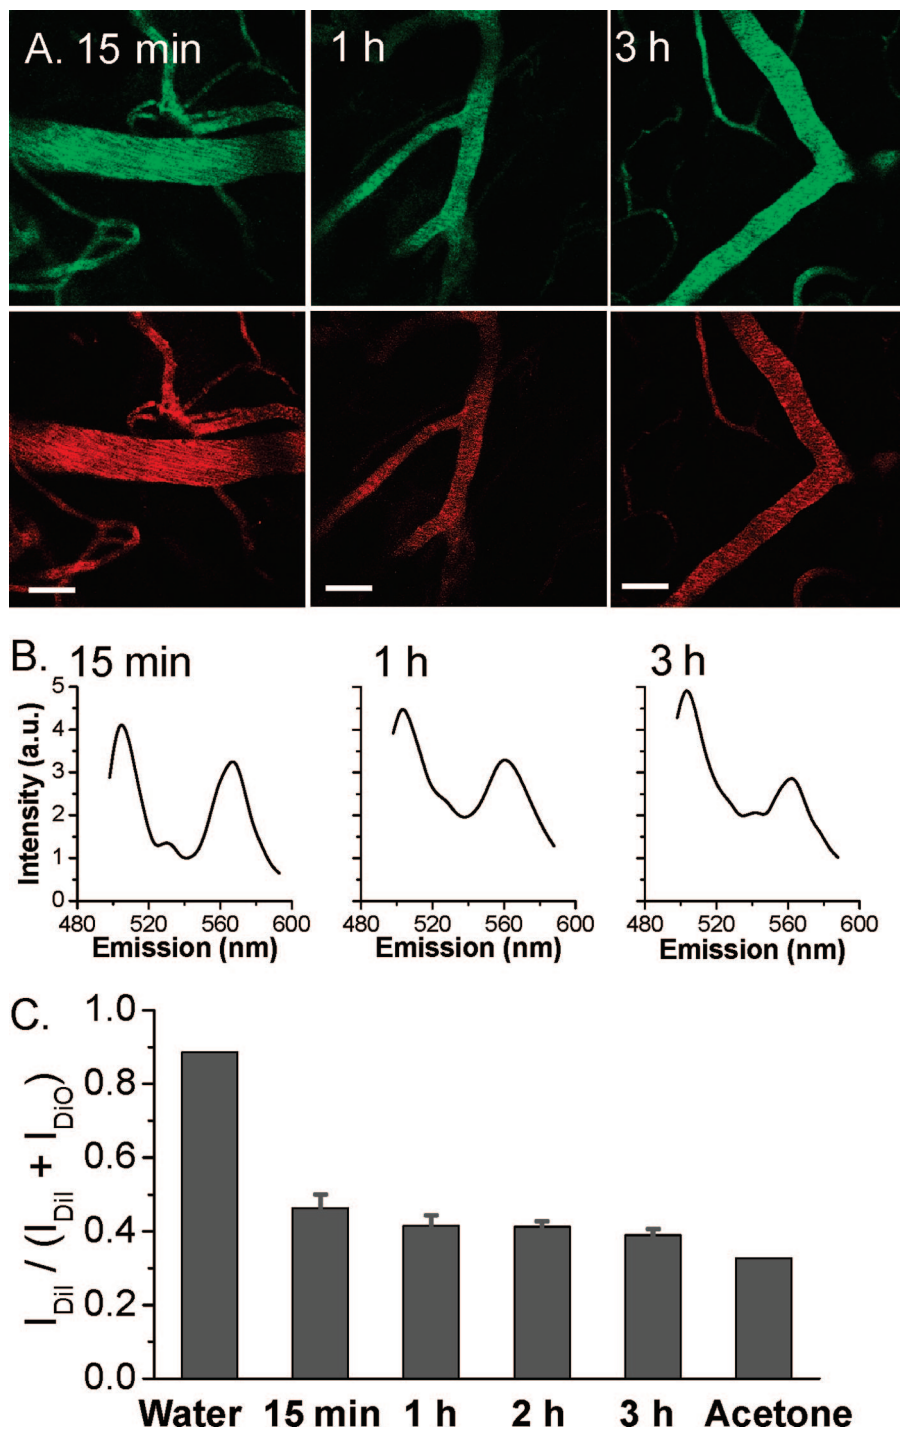 A. 15 min
1 h
3 h
B. 15 min
1 h
3 h
Intensity (a.u.)
5
4
3
2
1
0
480 520 560 600
480 520 560 600
480 520 560 600
Emission (nm)
Emission (nm)
Emission (nm)
C.
I_DiI / (I_DiI + I_DiO)
1.0
0.8
0.6
0.4
0.2
0.0
Water 15 min 1 h 2 h 3 h Acetone